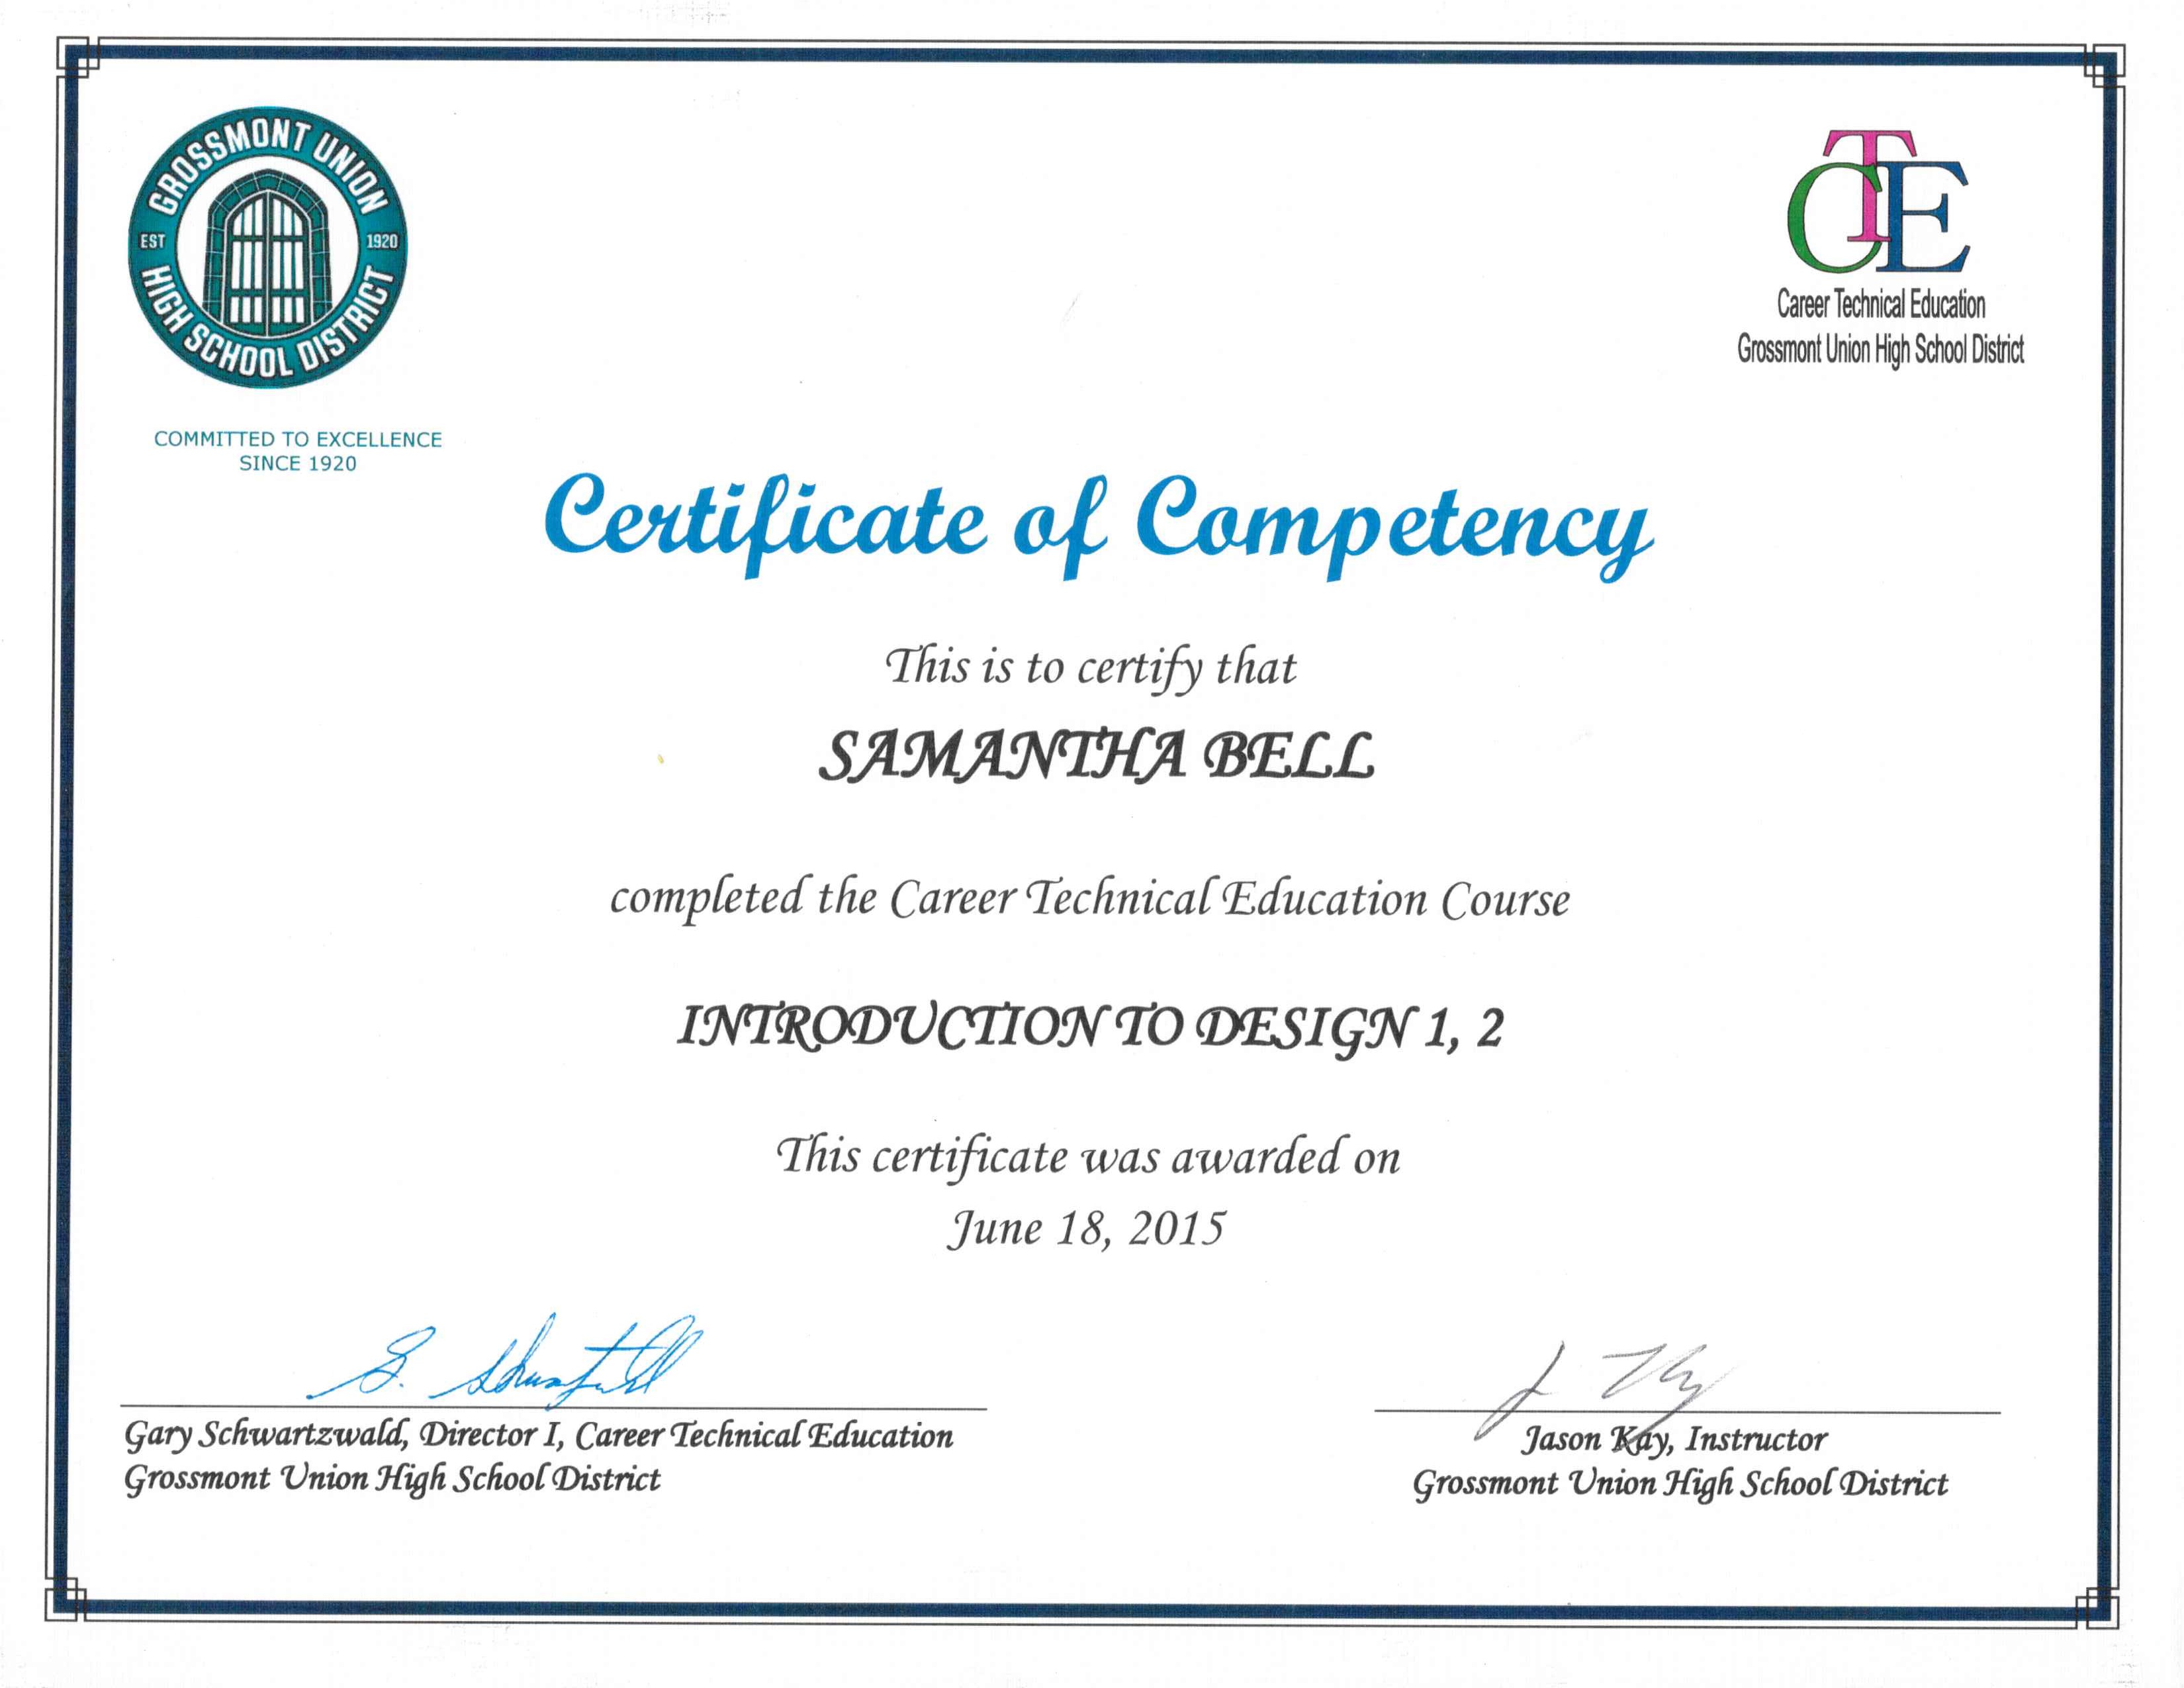 GROSSMONT UNION
EST 1920
HIGH SCHOOL DISTRICT
COMMITTED TO EXCELLENCE
SINCE 1920
CTE
Career Technical Education
Grossmont Union High School District
Certificate of Competency
This is to certify that
SAMANTHA BELL
completed the Career Technical Education Course
INTRODUCTION TO DESIGN 1, 2
This certificate was awarded on
June 18, 2015
Gary Schwartzwald, Director I, Career Technical Education
Grossmont Union High School District
Jason Kay, Instructor
Grossmont Union High School District